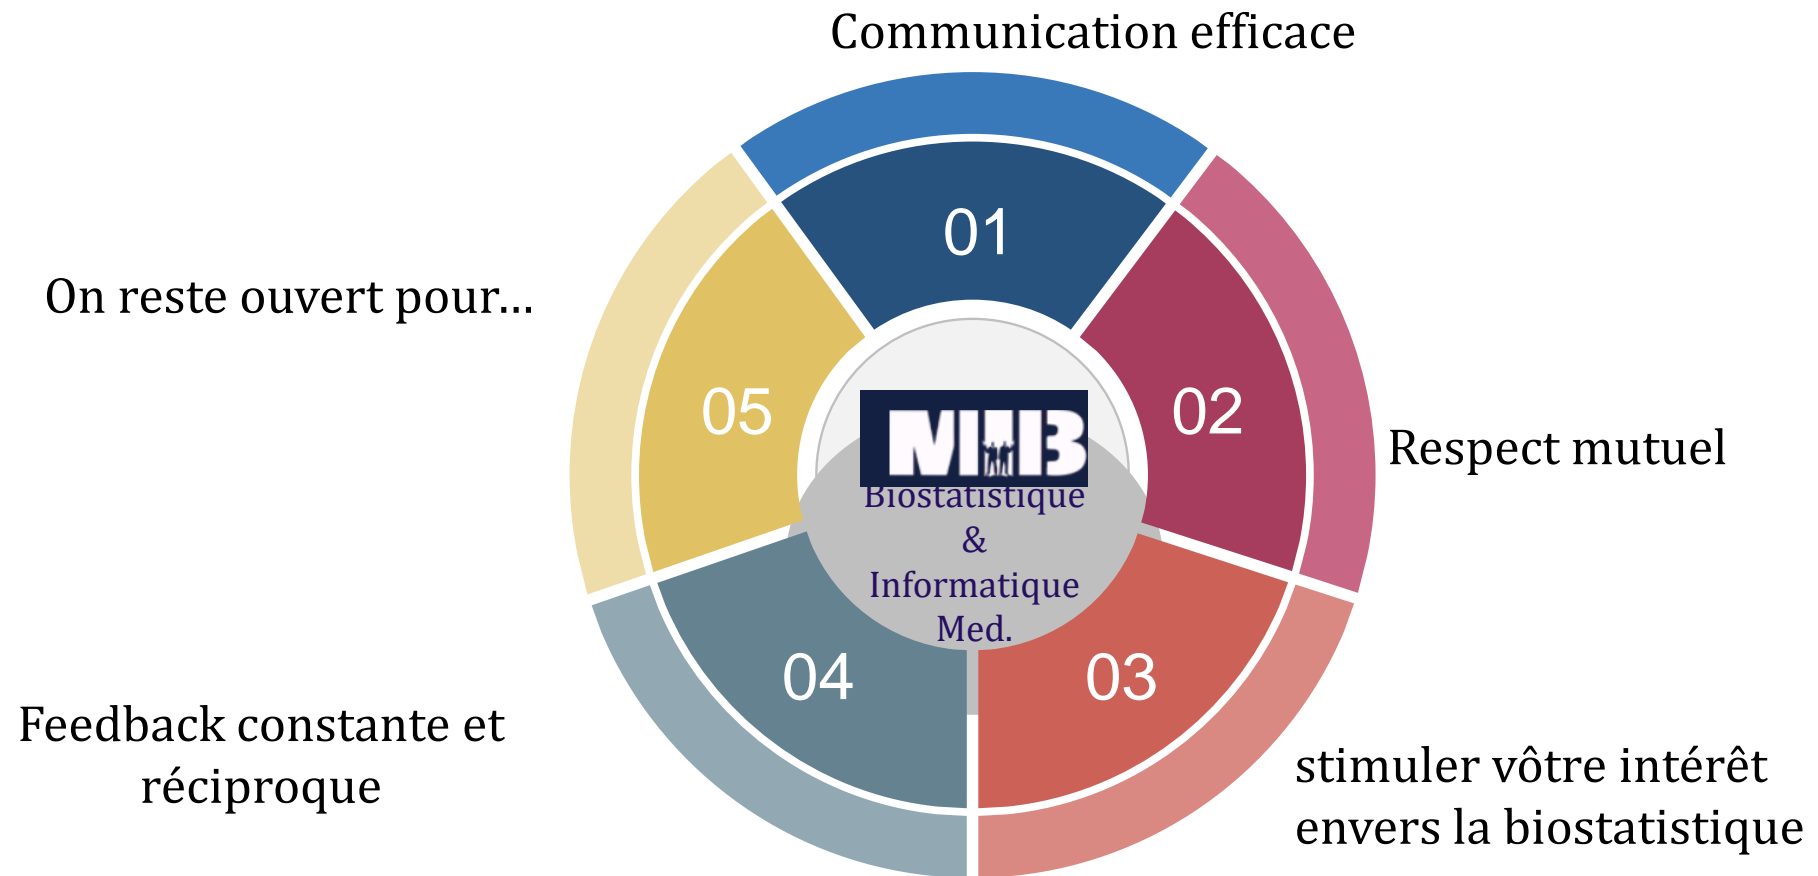 Communication efficace
01
On reste ouvert pour...
05
02
Respect mutuel
MIIB
Biostatistique
&
Informatique
Med.
04
03
Feedback constante et
réciproque
stimuler vôtre intérêt
envers la biostatistique